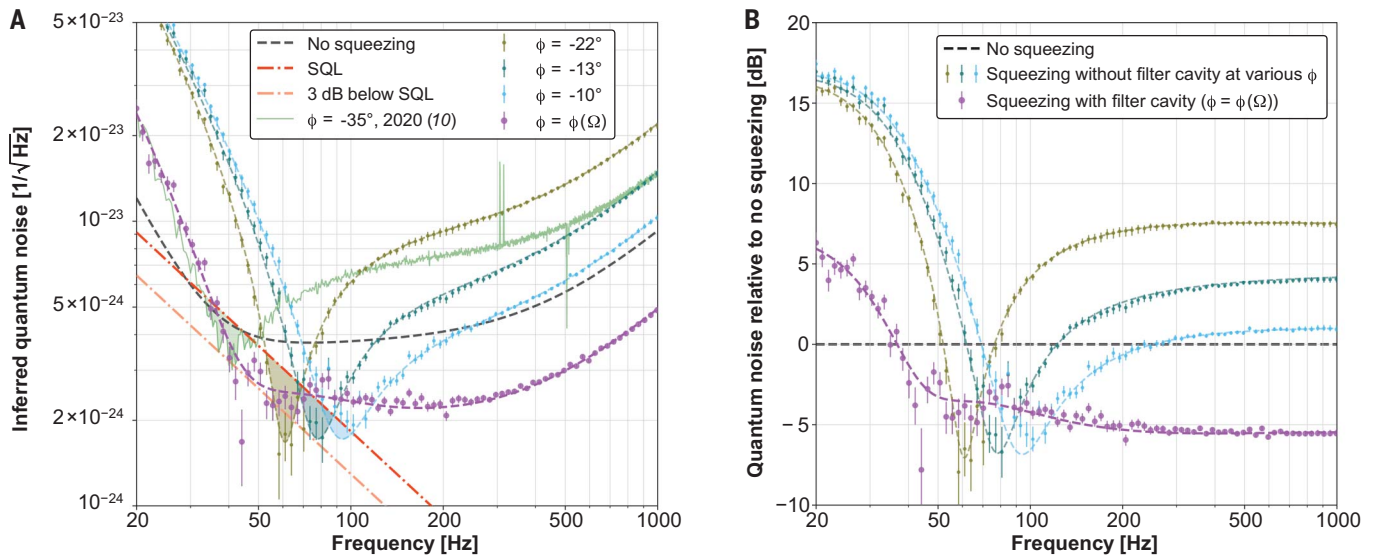 A
Inferred quantum noise [1/√Hz]
5×10⁻²³
2×10⁻²³
10⁻²³
5×10⁻²⁴
2×10⁻²⁴
10⁻²⁴
No squeezing
SQL
3 dB below SQL
ϕ = -35°, 2020 (10)
ϕ = -22°
ϕ = -13°
ϕ = -10°
ϕ = ϕ(Ω)
20 50 100 200 500 1000
Frequency [Hz]
B
Quantum noise relative to no squeezing [dB]
20
15
10
5
0
−5
−10
No squeezing
Squeezing without filter cavity at various ϕ
Squeezing with filter cavity (ϕ = ϕ(Ω))
20 50 100 200 500 1000
Frequency [Hz]